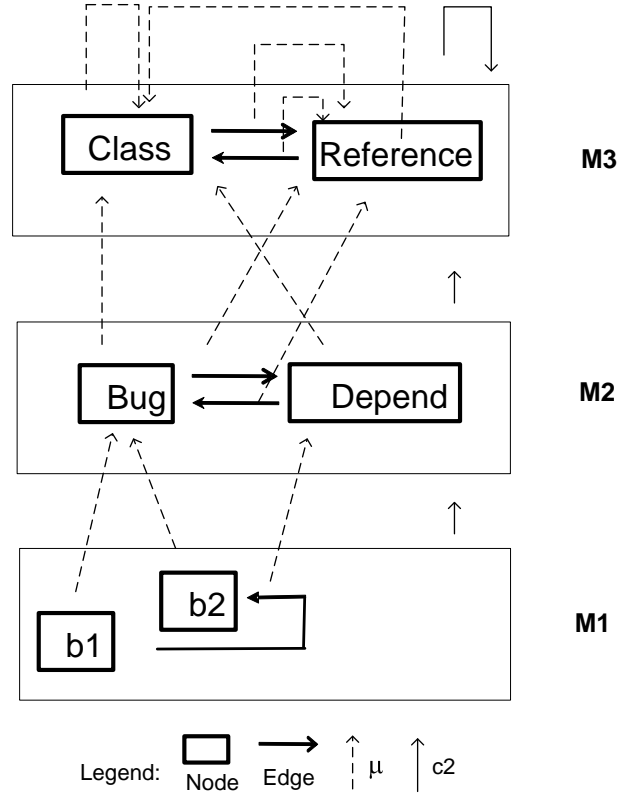 Class
Reference
M3
Bug
Depend
M2
b2
b1
M1
Legend:
Node
Edge
μ
c2